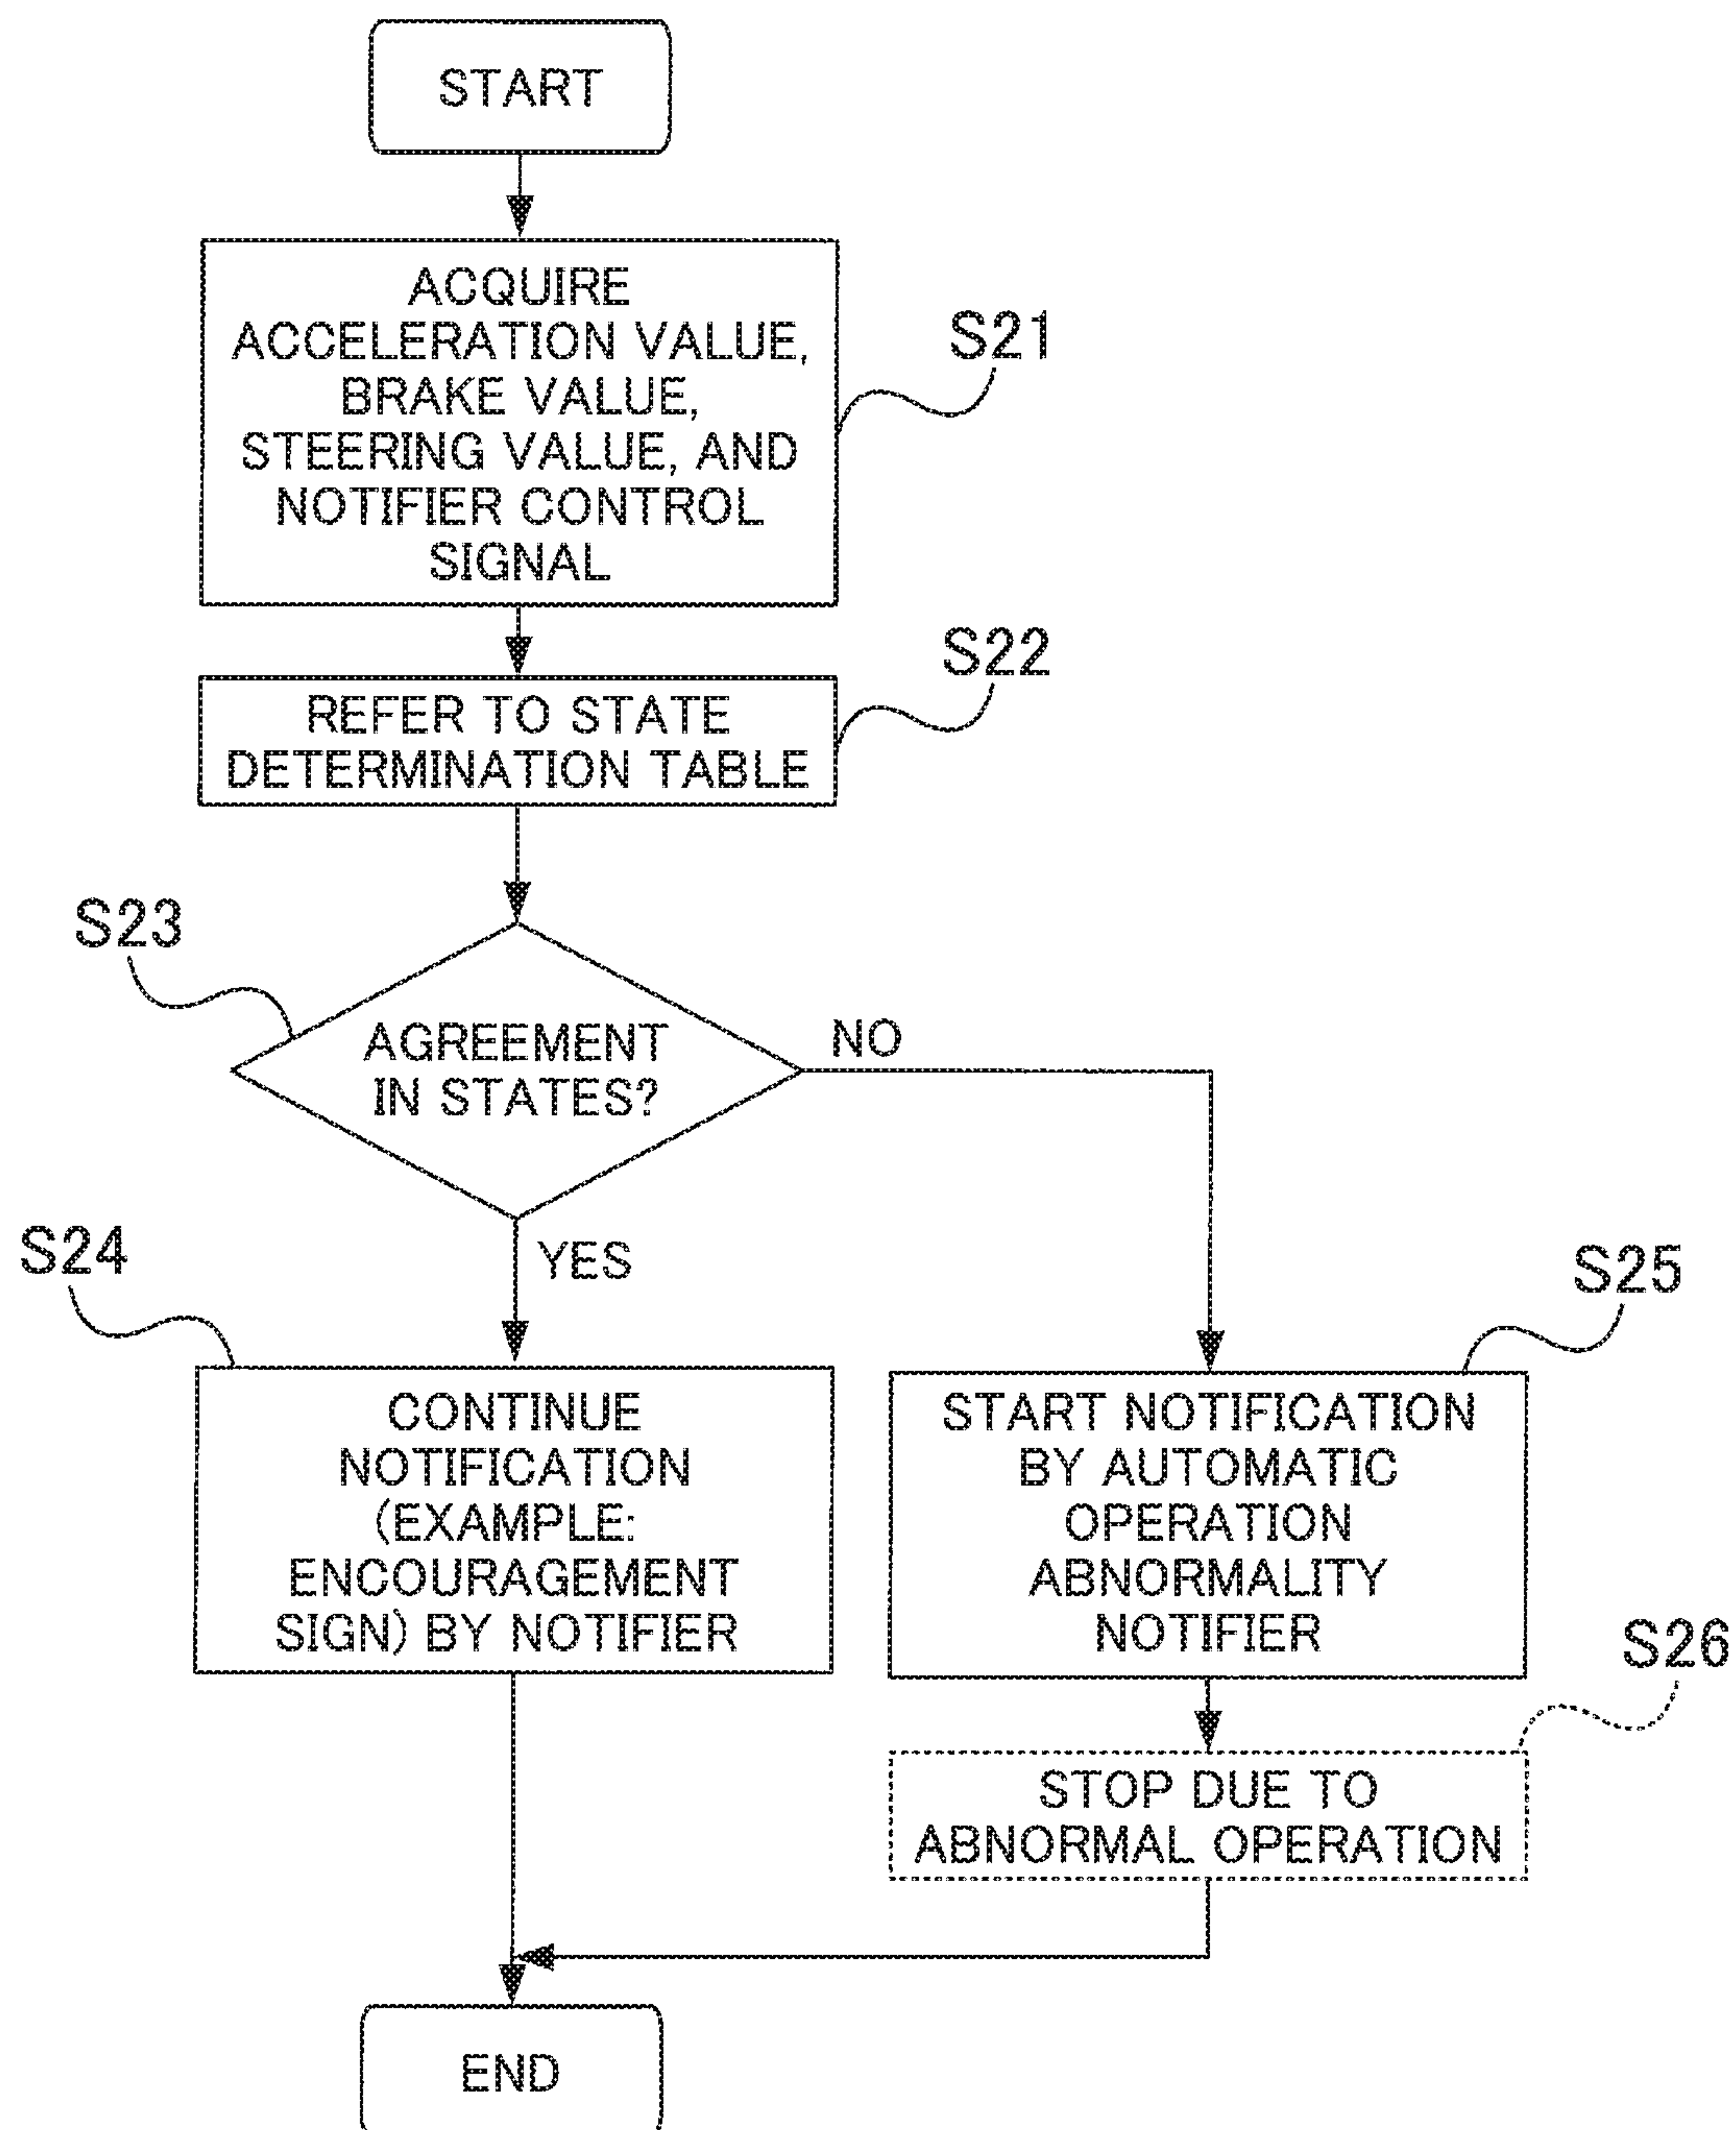 START
ACQUIRE
ACCELERATION VALUE,
BRAKE VALUE,
STEERING VALUE, AND
NOTIFIER CONTROL
SIGNAL
S21
REFER TO STATE
DETERMINATION TABLE
S22
S23
AGREEMENT
IN STATES?
NO
YES
S24
CONTINUE
NOTIFICATION
(EXAMPLE:
ENCOURAGEMENT
SIGN) BY NOTIFIER
S25
START NOTIFICATION
BY AUTOMATIC
OPERATION
ABNORMALITY
NOTIFIER
S26
STOP DUE TO
ABNORMAL OPERATION
END